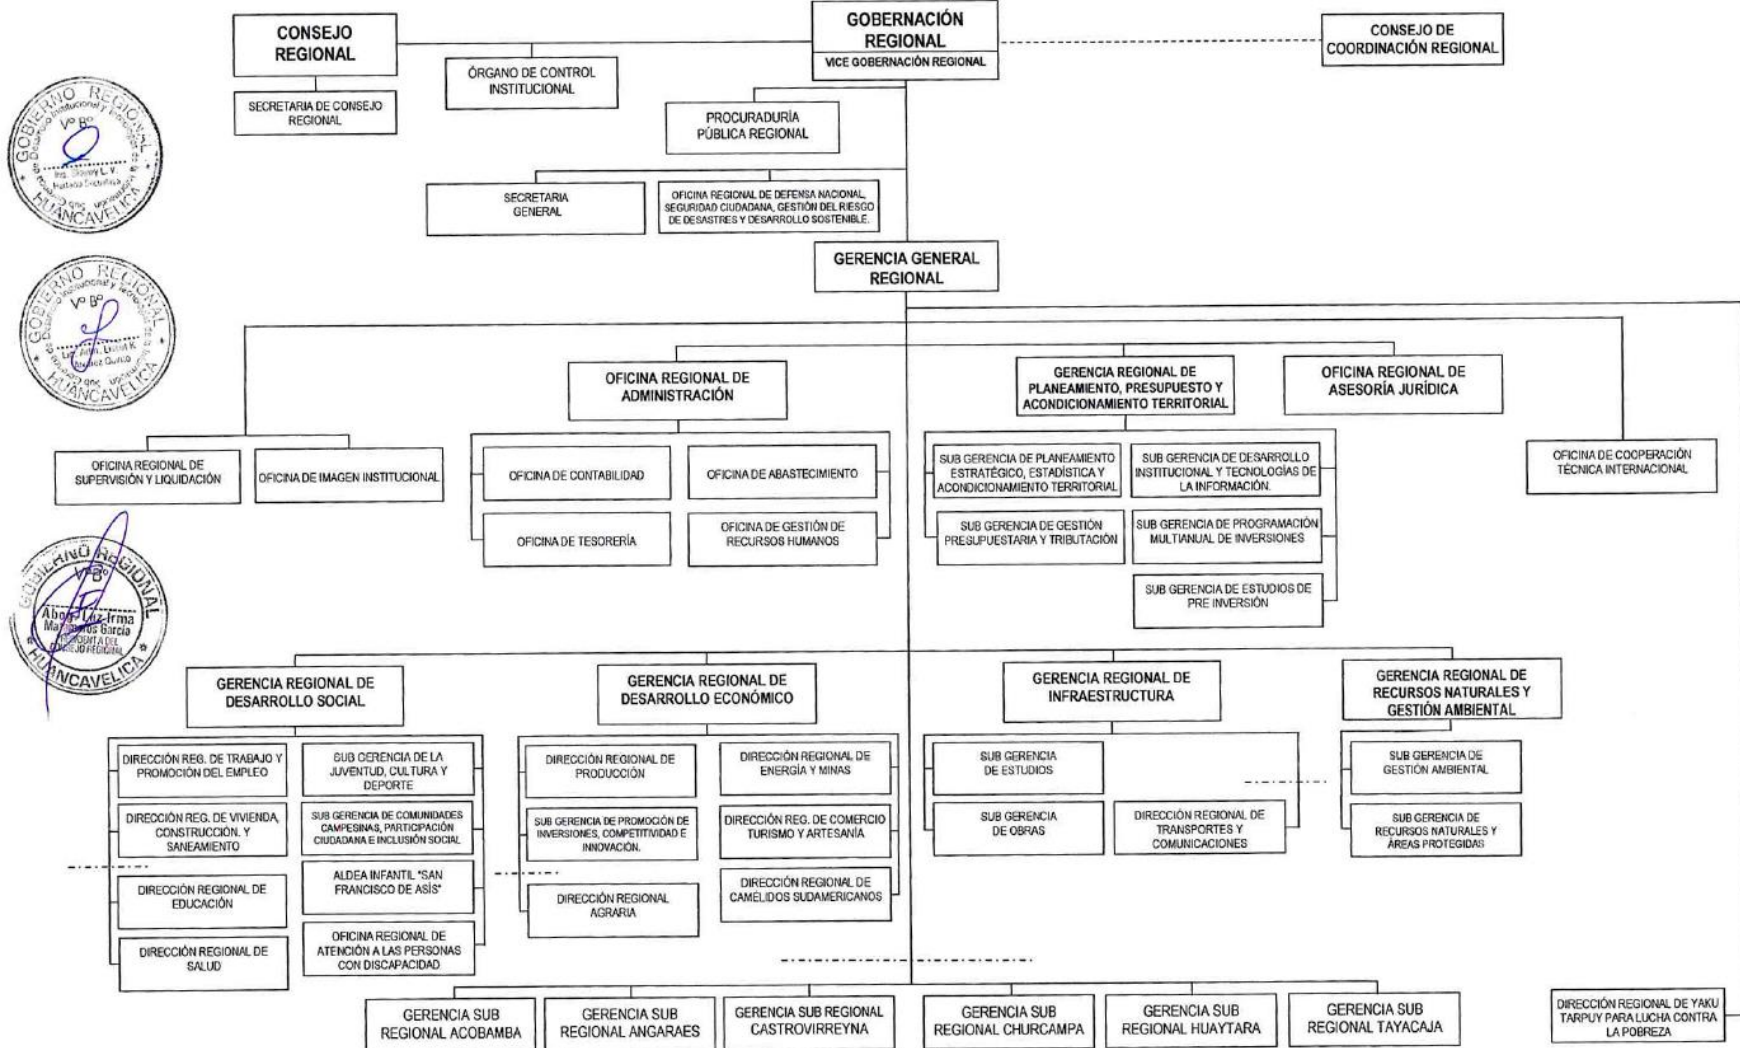 CONSEJO
REGIONAL
GOBERNACIÓN
REGIONAL
VICE GOBERNACIÓN REGIONAL
CONSEJO DE
COORDINACIÓN REGIONAL
ÓRGANO DE CONTROL
INSTITUCIONAL
SECRETARIA DE CONSEJO
REGIONAL
PROCURADURÍA
PÚBLICA REGIONAL
SECRETARIA
GENERAL
OFICINA REGIONAL DE DEFENSA NACIONAL,
SEGURIDAD CIUDADANA, GESTIÓN DEL RIESGO
DE DESASTRES Y DESARROLLO SOSTENIBLE.
GOBIERNO REGIONAL
Vº Bº
HUANCAVELICA
GERENCIA GENERAL
REGIONAL
GOBIERNO REGIONAL
Vº Bº
HUANCAVELICA
OFICINA REGIONAL DE
ADMINISTRACIÓN
GERENCIA REGIONAL DE
PLANEAMIENTO, PRESUPUESTO Y
ACONDICIONAMIENTO TERRITORIAL
OFICINA REGIONAL DE
ASESORÍA JURÍDICA
OFICINA REGIONAL DE
SUPERVISIÓN Y LIQUIDACIÓN
OFICINA DE IMAGEN INSTITUCIONAL
OFICINA DE CONTABILIDAD
OFICINA DE ABASTECIMIENTO
OFICINA DE TESORERÍA
OFICINA DE GESTIÓN DE
RECURSOS HUMANOS
SUB GERENCIA DE PLANEAMIENTO
ESTRATÉGICO, ESTADÍSTICA Y
ACONDICIONAMIENTO TERRITORIAL
SUB GERENCIA DE DESARROLLO
INSTITUCIONAL Y TECNOLOGÍAS DE
LA INFORMACIÓN.
SUB GERENCIA DE GESTIÓN
PRESUPUESTARIA Y TRIBUTACIÓN
SUB GERENCIA DE PROGRAMACIÓN
MULTIANUAL DE INVERSIONES
SUB GERENCIA DE ESTUDIOS DE
PRE INVERSIÓN
OFICINA DE COOPERACIÓN
TÉCNICA INTERNACIONAL
GOBIERNO REGIONAL
Vº Bº
Abog. Luz Irma
García
PRESIDENTA DEL
CONSEJO REGIONAL
HUANCAVELICA
GERENCIA REGIONAL DE
DESARROLLO SOCIAL
GERENCIA REGIONAL DE
DESARROLLO ECONÓMICO
GERENCIA REGIONAL DE
INFRAESTRUCTURA
GERENCIA REGIONAL DE
RECURSOS NATURALES Y
GESTIÓN AMBIENTAL
DIRECCIÓN REG. DE TRABAJO Y
PROMOCIÓN DEL EMPLEO
SUB GERENCIA DE LA
JUVENTUD, CULTURA Y
DEPORTE
DIRECCIÓN REG. DE VIVIENDA,
CONSTRUCCIÓN. Y
SANEAMIENTO
SUB GERENCIA DE COMUNIDADES
CAMPESINAS, PARTICIPACIÓN
CIUDADANA E INCLUSIÓN SOCIAL
DIRECCIÓN REGIONAL DE
EDUCACIÓN
ALDEA INFANTIL "SAN
FRANCISCO DE ASÍS"
DIRECCIÓN REGIONAL DE
SALUD
OFICINA REGIONAL DE
ATENCIÓN A LAS PERSONAS
CON DISCAPACIDAD
DIRECCIÓN REGIONAL DE
PRODUCCIÓN
DIRECCIÓN REGIONAL DE
ENERGÍA Y MINAS
SUB GERENCIA DE PROMOCIÓN DE
INVERSIONES, COMPETITIVIDAD E
INNOVACIÓN.
DIRECCIÓN REG. DE COMERCIO
TURISMO Y ARTESANÍA
DIRECCIÓN REGIONAL
AGRARIA
DIRECCIÓN REGIONAL DE
CAMÉLIDOS SUDAMERICANOS
SUB GERENCIA
DE ESTUDIOS
SUB GERENCIA
DE OBRAS
DIRECCIÓN REGIONAL DE
TRANSPORTES Y
COMUNICACIONES
SUB GERENCIA DE
GESTIÓN AMBIENTAL
SUB GERENCIA DE
RECURSOS NATURALES Y
ÁREAS PROTEGIDAS
GERENCIA SUB
REGIONAL ACOBAMBA
GERENCIA SUB
REGIONAL ANGARAES
GERENCIA SUB REGIONAL
CASTROVIRREYNA
GERENCIA SUB
REGIONAL CHURCAMPA
GERENCIA SUB
REGIONAL HUAYTARA
GERENCIA SUB
REGIONAL TAYACAJA
DIRECCIÓN REGIONAL DE YAKU
TARPUY PARA LUCHA CONTRA
LA POBREZA